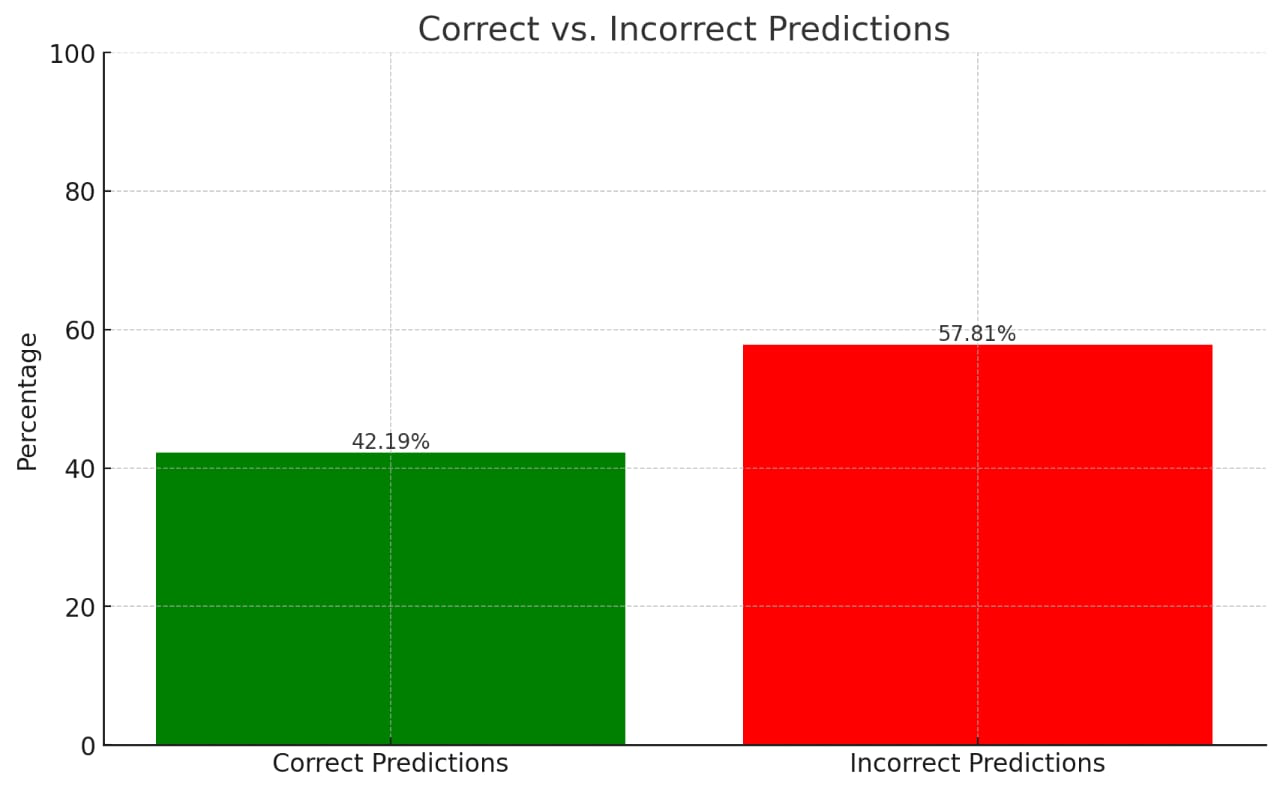 Correct vs. Incorrect Predictions
100
80
60
40
20
0
Percentage
42.19%
57.81%
Correct Predictions
Incorrect Predictions